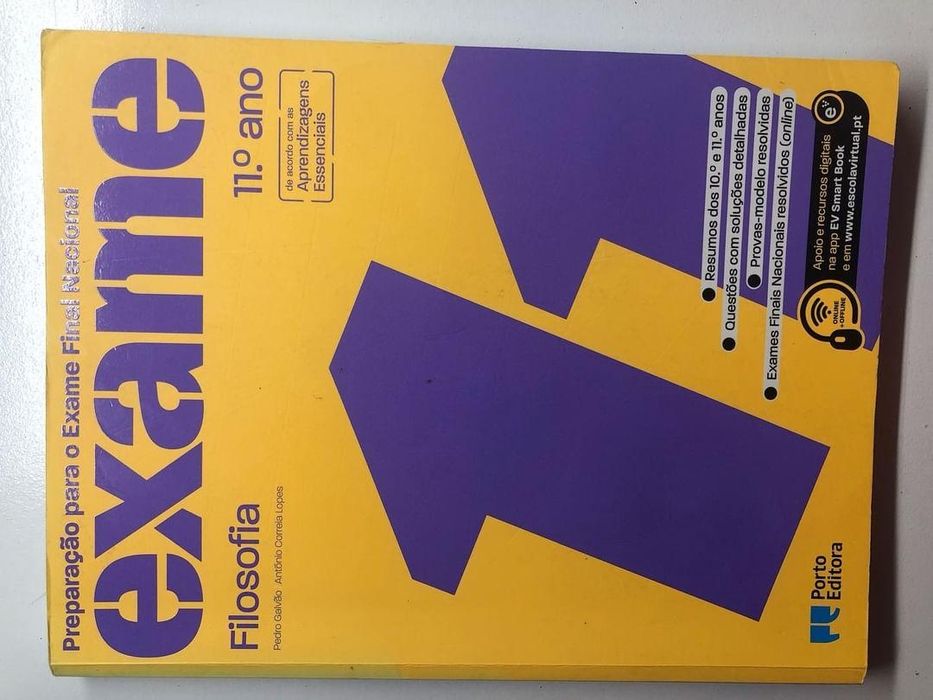 Preparação para o Exame Final Nacional
exame
Filosofia
11.º ano
Pedro Galvão António Correia Lopes
de acordo com as
Aprendizagens
Essenciais
Resumos dos 10.º e 11.º anos
Questões com soluções detalhadas
Provas-modelo resolvidas
Exames Finais Nacionais resolvidos (online)
ONLINE
+OFFLINE
Apoio e recursos digitais
na app EV Smart Book
e em www.escolavirtual.pt
e
Porto
Editora